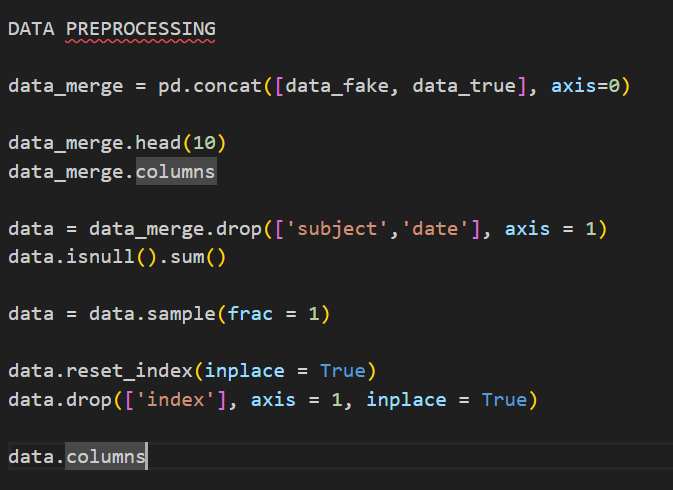 DATA PREPROCESSING
data_merge = pd.concat([data_fake, data_true], axis=0)
data_merge.head(10)
data_merge.columns
data = data_merge.drop(['subject','date'], axis = 1)
data.isnull().sum()
data = data.sample(frac = 1)
data.reset_index(inplace = True)
data.drop(['index'], axis = 1, inplace = True)
data.columns